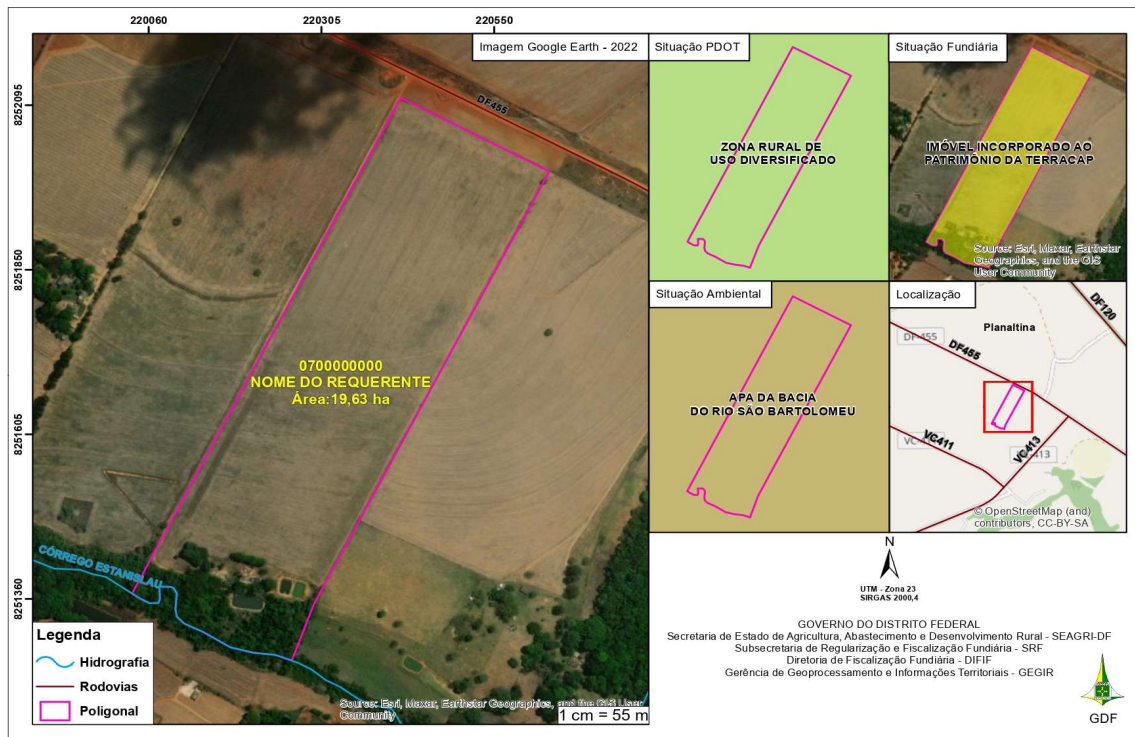 220060
220305
220550
8252095
8251850
8251605
8251360
Imagem Google Earth - 2022
DF455
0700000000
NOME DO REQUERENTE
Área:19,63 ha
CÓRREGO ESTANISLAU
Legenda
Hidrografia
Rodovias
Poligonal
Source: Esri, Maxar, Earthstar Geographics, and the GIS User
Community
1 cm = 55 m
Situação PDOT
ZONA RURAL DE
USO DIVERSIFICADO
Situação Fundiária
IMÓVEL INCORPORADO AO
PATRIMÔNIO DA TERRACAP
Source: Esri, Maxar, Earthstar
Geographics, and the GIS
User Community
Situação Ambiental
APA DA BACIA
DO RIO SÃO BARTOLOMEU
Localização
DF120
Planaltina
DF-455
DF455
VC411
VC413
© OpenStreetMap (and)
contributors, CC-BY-SA
N
UTM - Zona 23
SIRGAS 2000,4
GOVERNO DO DISTRITO FEDERAL
Secretaria de Estado de Agricultura, Abastecimento e Desenvolvimento Rural - SEAGRI-DF
Subsecretaria de Regularização e Fiscalização Fundiária - SRF
Diretoria de Fiscalização Fundiária - DIFIF
Gerência de Geoprocessamento e Informações Territoriais - GEGIR
GDF